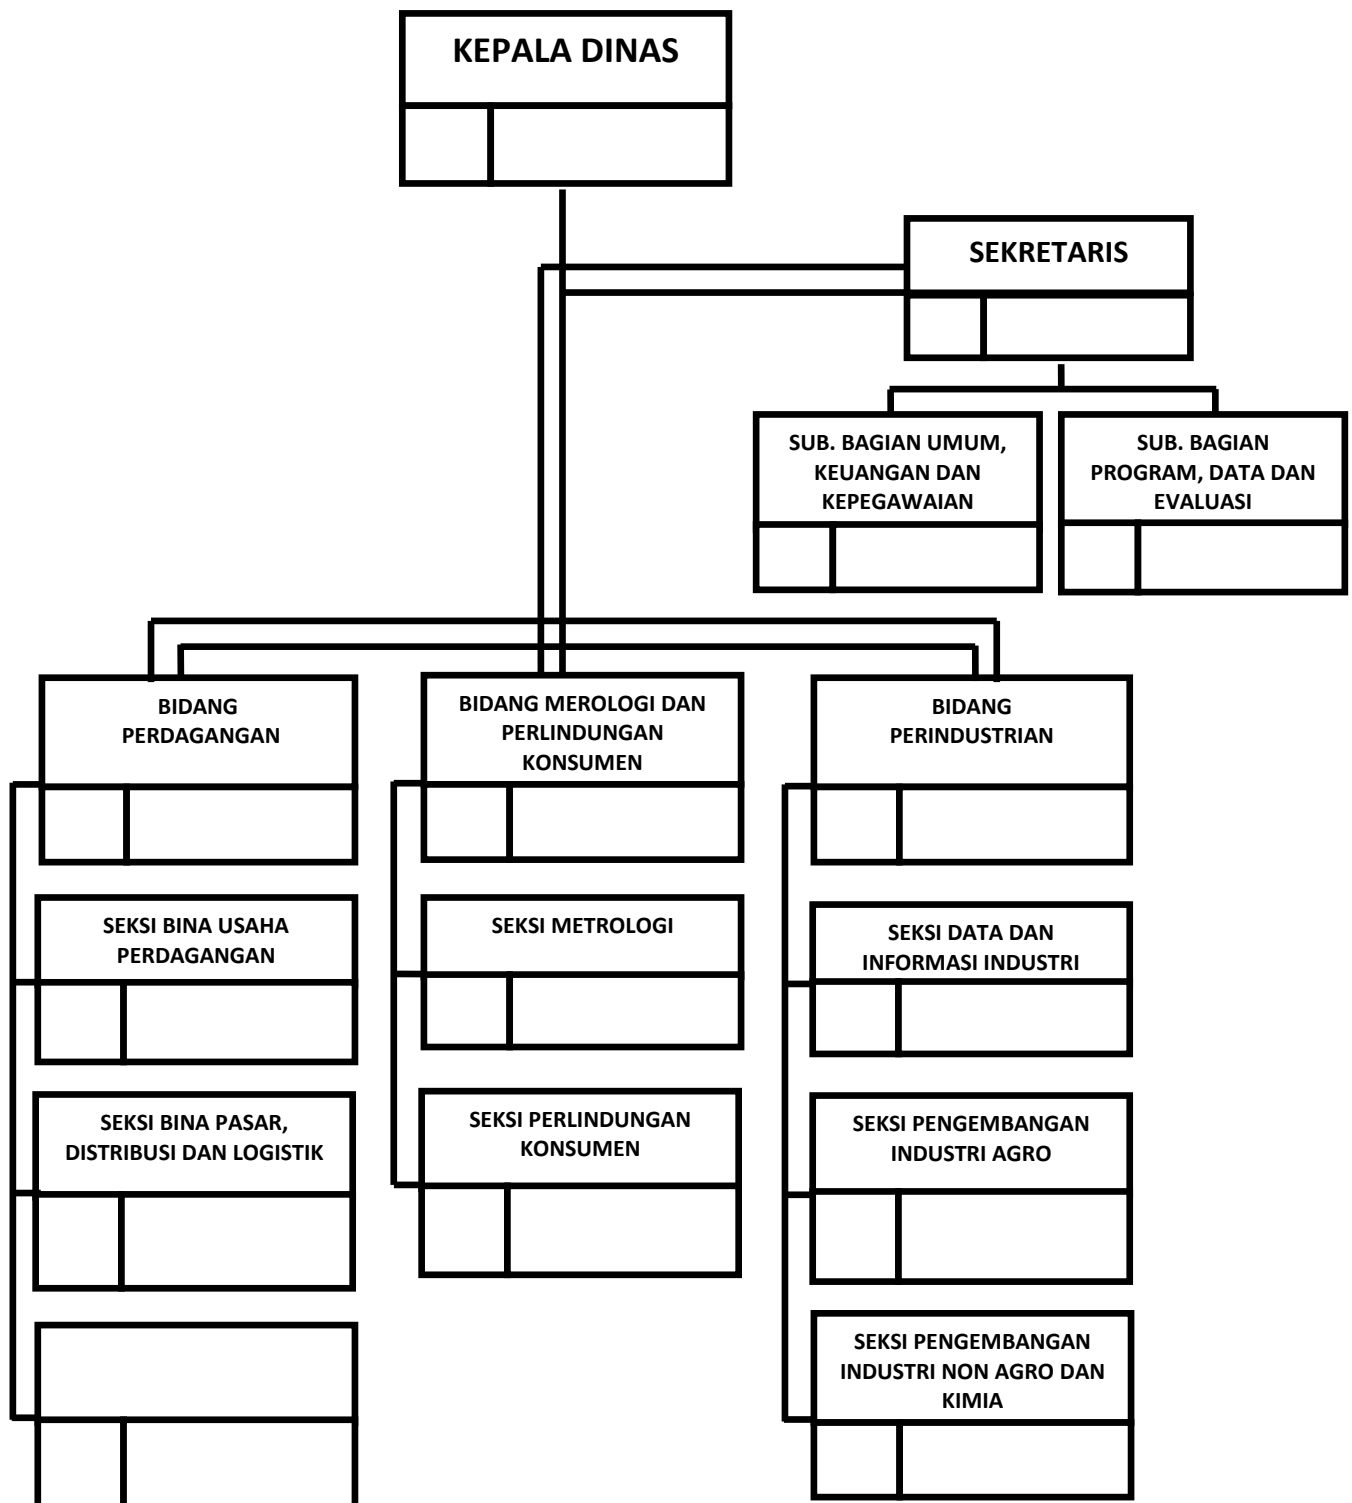 KEPALA DINAS
SEKRETARIS
SUB. BAGIAN UMUM,
KEUANGAN DAN
KEPEGAWAIAN
SUB. BAGIAN
PROGRAM, DATA DAN
EVALUASI
BIDANG
PERDAGANGAN
BIDANG MEROLOGI DAN
PERLINDUNGAN
KONSUMEN
BIDANG
PERINDUSTRIAN
SEKSI BINA USAHA
PERDAGANGAN
SEKSI METROLOGI
SEKSI DATA DAN
INFORMASI INDUSTRI
SEKSI BINA PASAR,
DISTRIBUSI DAN LOGISTIK
SEKSI PERLINDUNGAN
KONSUMEN
SEKSI PENGEMBANGAN
INDUSTRI AGRO
SEKSI PENGEMBANGAN
INDUSTRI NON AGRO DAN
KIMIA